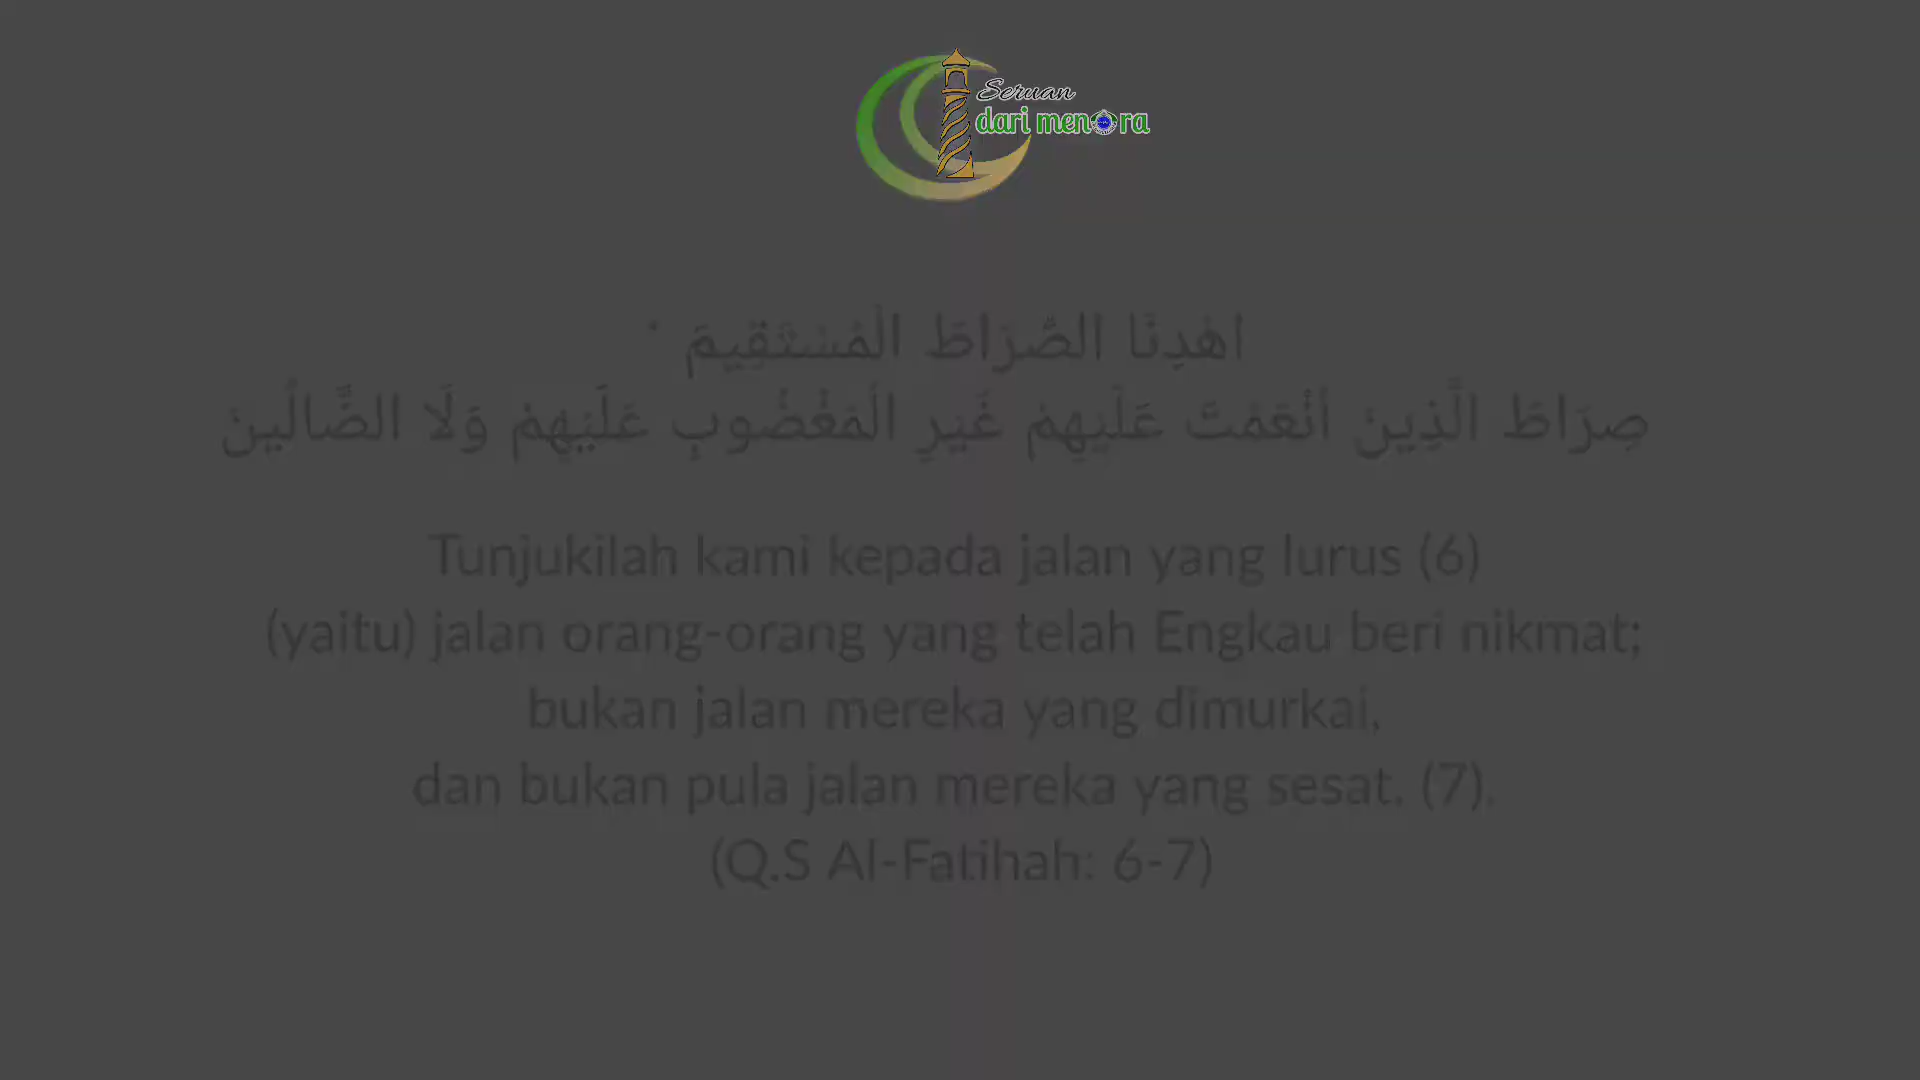 Seruan
dari menora
اهْدِنَا الصِّرَاطَ الْمُسْتَقِيمَ
صِرَاطَ الَّذِينَ أَنْعَمْتَ عَلَيْهِمْ غَيْرِ الْمَغْضُوبِ عَلَيْهِمْ وَلَا الضَّالِّينَ
Tunjukilah kami kepada jalan yang lurus (6)
(yaitu) jalan orang-orang yang telah Engkau beri nikmat;
bukan jalan mereka yang dimurkai,
dan bukan pula jalan mereka yang sesat. (7).
(Q.S Al-Fatihah: 6-7)